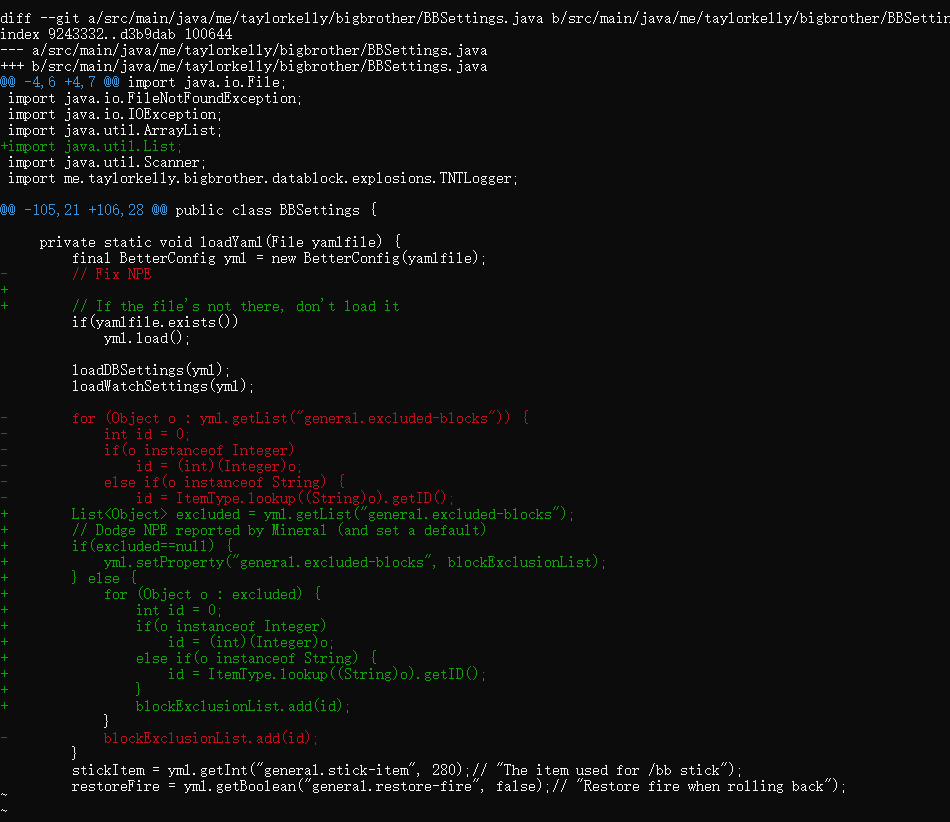 diff --git a/src/main/java/me/taylorkelly/bigbrother/BBSettings.java b/src/main/java/me/taylorkelly/bigbrother/BBSettin
index 9243332..d3b9dab 100644
--- a/src/main/java/me/taylorkelly/bigbrother/BBSettings.java
+++ b/src/main/java/me/taylorkelly/bigbrother/BBSettings.java
@@ -4,6 +4,7 @@ import java.io.File;
 import java.io.FileNotFoundException;
 import java.io.IOException;
 import java.util.ArrayList;
+import java.util.List;
 import java.util.Scanner;
 import me.taylorkelly.bigbrother.datablock.explosions.TNTLogger;

@@ -105,21 +106,28 @@ public class BBSettings {

     private static void loadYaml(File yamlfile) {
         final BetterConfig yml = new BetterConfig(yamlfile);
-        // Fix NPE
+
+        // If the file's not there, don't load it
         if(yamlfile.exists())
             yml.load();

         loadDBSettings(yml);
         loadWatchSettings(yml);

-        for (Object o : yml.getList("general.excluded-blocks")) {
-            int id = 0;
-            if(o instanceof Integer)
-                id = (int)(Integer)o;
-            else if(o instanceof String) {
-                id = ItemType.lookup((String)o).getID();
+        List<Object> excluded = yml.getList("general.excluded-blocks");
+        // Dodge NPE reported by Mineral (and set a default)
+        if(excluded==null) {
+            yml.setProperty("general.excluded-blocks", blockExclusionList);
+        } else {
+            for (Object o : excluded) {
+                int id = 0;
+                if(o instanceof Integer)
+                    id = (int)(Integer)o;
+                else if(o instanceof String) {
+                    id = ItemType.lookup((String)o).getID();
+                }
+                blockExclusionList.add(id);
             }
-            blockExclusionList.add(id);
         }
         stickItem = yml.getInt("general.stick-item", 280);// "The item used for /bb stick");
         restoreFire = yml.getBoolean("general.restore-fire", false);// "Restore fire when rolling back");
~
~